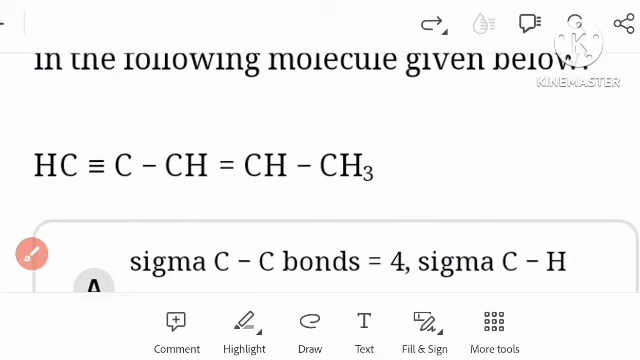 in the following molecule given below?
KINEMASTER
HC ≡ C − CH = CH − CH₃
sigma C − C bonds = 4, sigma C − H
A
Comment
Highlight
Draw
Text
Fill & Sign
More tools